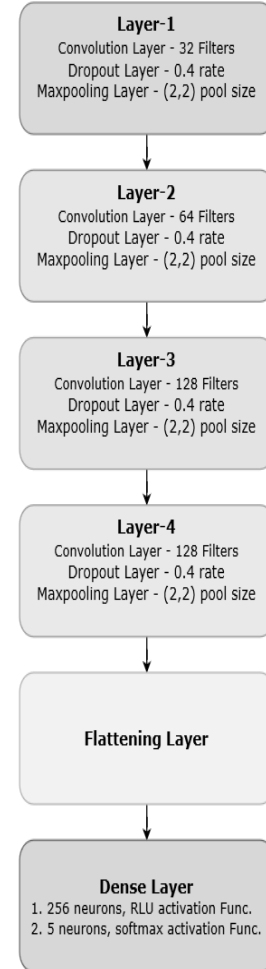 Layer-1
Convolution Layer - 32 Filters
Dropout Layer - 0.4 rate
Maxpooling Layer - (2,2) pool size
Layer-2
Convolution Layer - 64 Filters
Dropout Layer - 0.4 rate
Maxpooling Layer - (2,2) pool size
Layer-3
Convolution Layer - 128 Filters
Dropout Layer - 0.4 rate
Maxpooling Layer - (2,2) pool size
Layer-4
Convolution Layer - 128 Filters
Dropout Layer - 0.4 rate
Maxpooling Layer - (2,2) pool size
Flattening Layer
Dense Layer
1. 256 neurons, RLU activation Func.
2. 5 neurons, softmax activation Func.